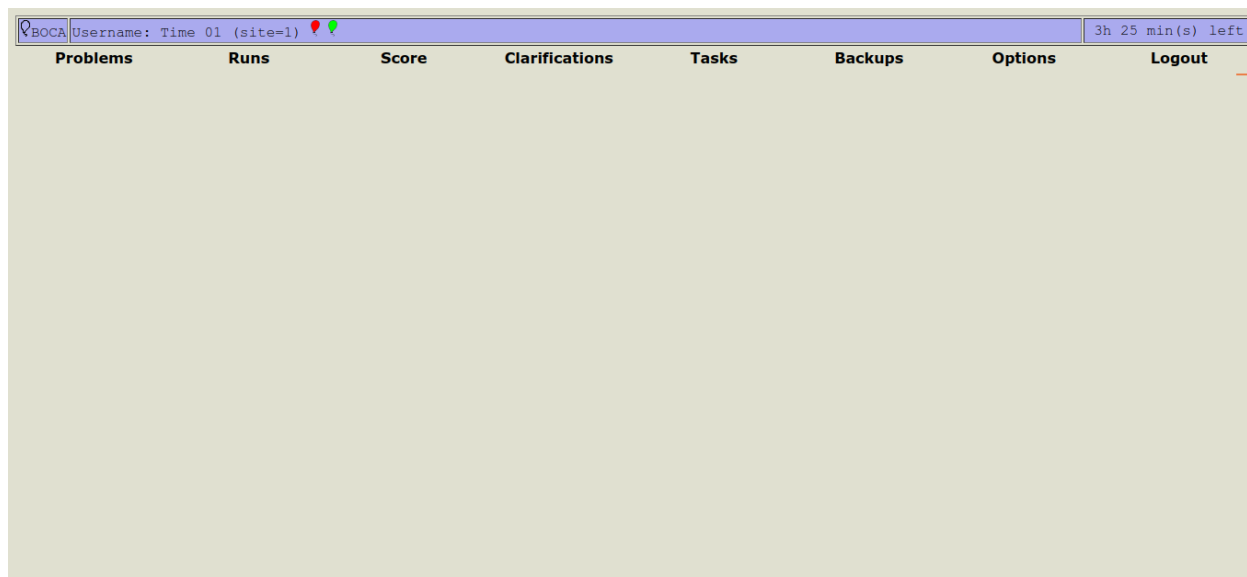 BOCA Username: Time 01 (site=1) 3h 25 min(s) left
Problems Runs Score Clarifications Tasks Backups Options Logout